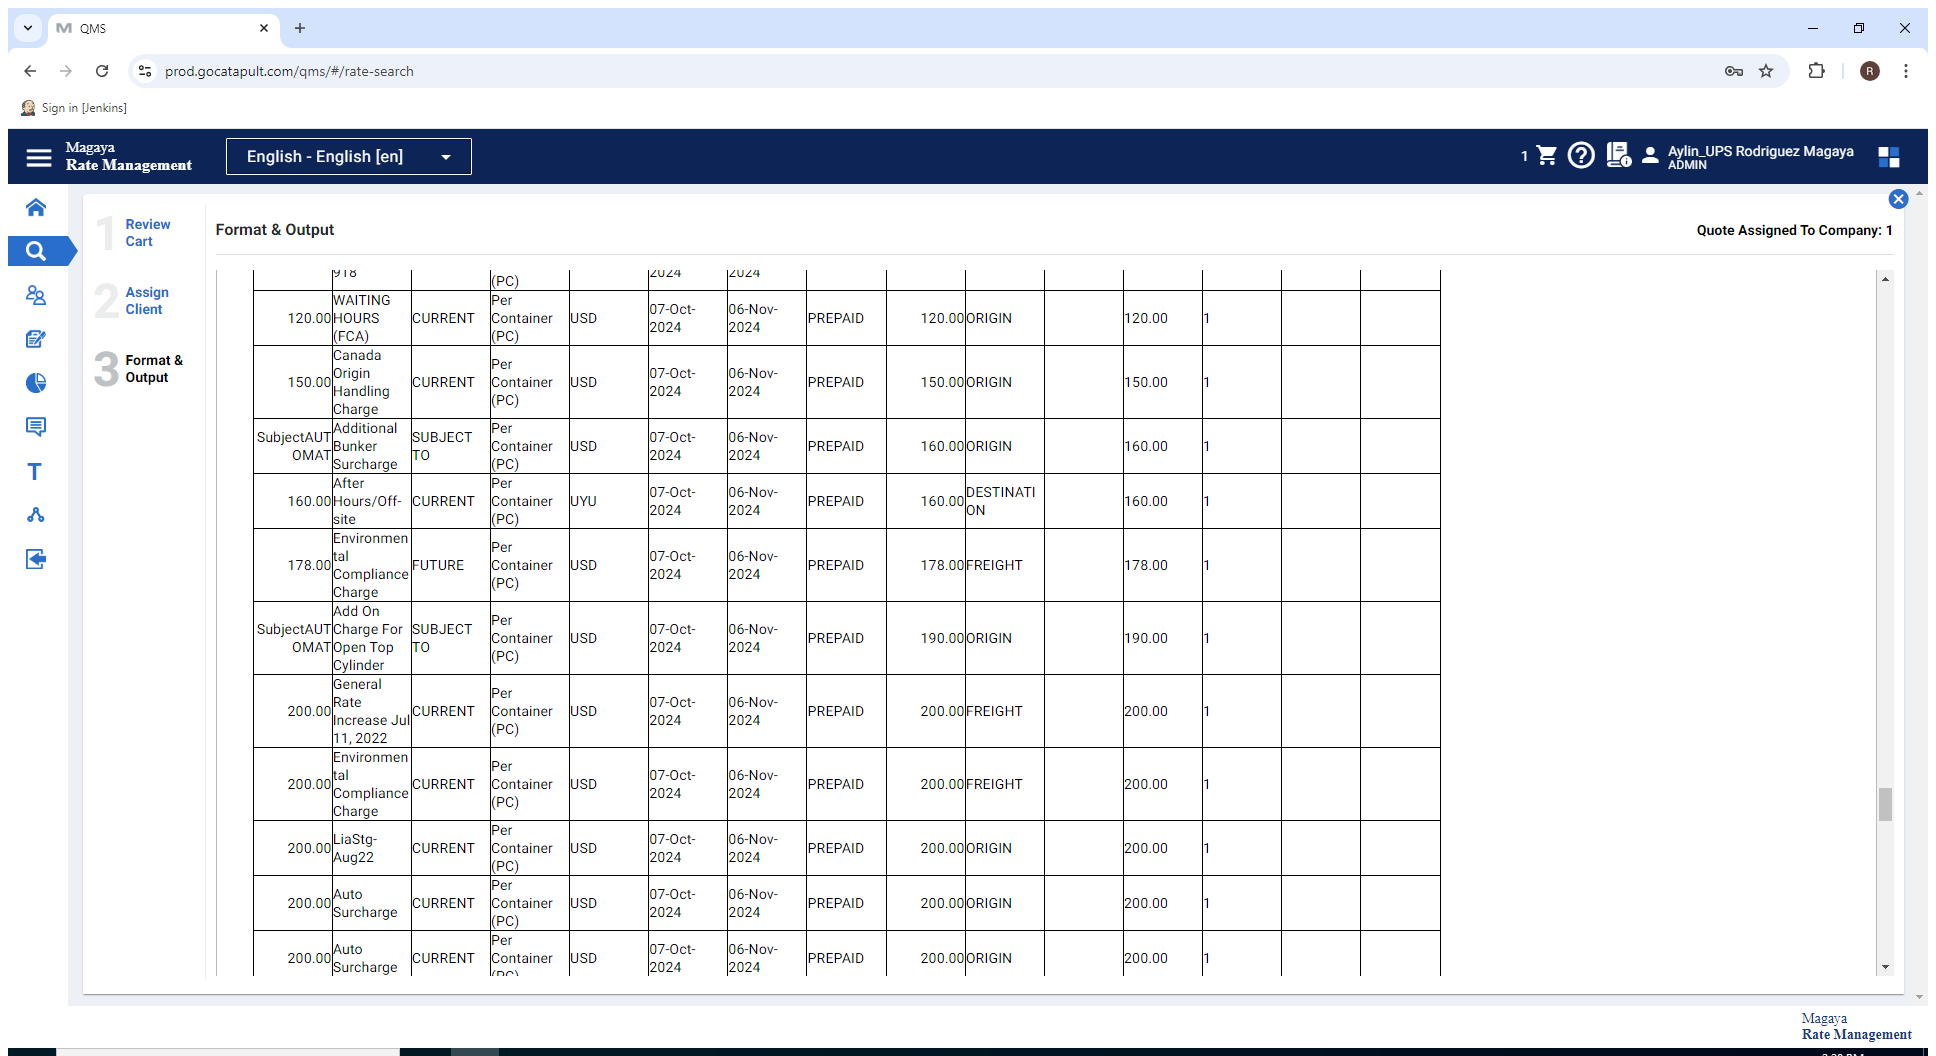 QMS
prod.gocatapult.com/qms/#/rate-search
R
Sign in [Jenkins]
Magaya
Rate Management
English - English [en]
1
Aylin_UPS Rodriguez Magaya
ADMIN
1 Review Cart
2 Assign Client
3 Format & Output
Format & Output
Quote Assigned To Company: 1
918 (PC) 2024 2024
120.00 WAITING HOURS (FCA) CURRENT Per Container (PC) USD 07-Oct-2024 06-Nov-2024 PREPAID 120.00 ORIGIN 120.00 1
150.00 Canada Origin Handling Charge CURRENT Per Container (PC) USD 07-Oct-2024 06-Nov-2024 PREPAID 150.00 ORIGIN 150.00 1
SubjectAUTOMAT Additional Bunker Surcharge SUBJECT TO Per Container (PC) USD 07-Oct-2024 06-Nov-2024 PREPAID 160.00 ORIGIN 160.00 1
160.00 After Hours/Off-site CURRENT Per Container (PC) UYU 07-Oct-2024 06-Nov-2024 PREPAID 160.00 DESTINATION 160.00 1
178.00 Environmental Compliance Charge FUTURE Per Container (PC) USD 07-Oct-2024 06-Nov-2024 PREPAID 178.00 FREIGHT 178.00 1
SubjectAUTOMAT Add On Charge For Open Top Cylinder SUBJECT TO Per Container (PC) USD 07-Oct-2024 06-Nov-2024 PREPAID 190.00 ORIGIN 190.00 1
200.00 General Rate Increase Jul 11, 2022 CURRENT Per Container (PC) USD 07-Oct-2024 06-Nov-2024 PREPAID 200.00 FREIGHT 200.00 1
200.00 Environmental Compliance Charge CURRENT Per Container (PC) USD 07-Oct-2024 06-Nov-2024 PREPAID 200.00 FREIGHT 200.00 1
200.00 LiaStg-Aug22 CURRENT Per Container (PC) USD 07-Oct-2024 06-Nov-2024 PREPAID 200.00 ORIGIN 200.00 1
200.00 Auto Surcharge CURRENT Per Container (PC) USD 07-Oct-2024 06-Nov-2024 PREPAID 200.00 ORIGIN 200.00 1
200.00 Auto Surcharge CURRENT Per Container (PC) USD 07-Oct-2024 06-Nov-2024 PREPAID 200.00 ORIGIN 200.00 1
Magaya
Rate Management